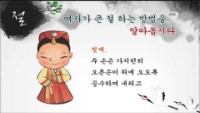 절
여자가 큰 절 하는 방법을
알아봅시다
첫째,
두 손은 가지런히
오른손이 위에 오도록
공수하여 내리고